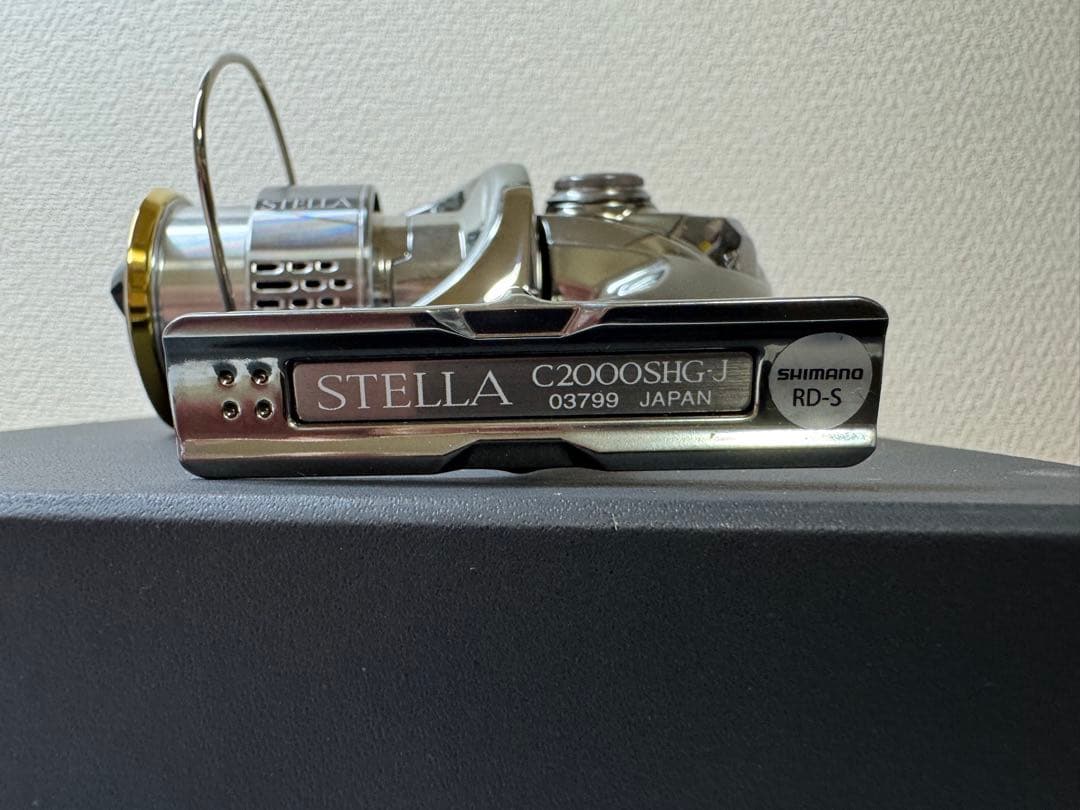 STELLA
STELLA C2000SHG-J
03799 JAPAN
SHIMANO
RD-S